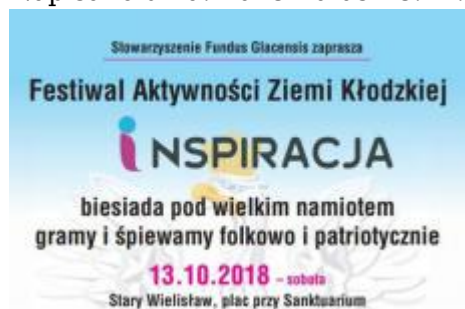 Stowarzyszenie Fundus Glacensis zaprasza
Festiwal Aktywności Ziemi Kłodzkiej
iNSPIRACJA
biesiada pod wielkim namiotem
gramy i śpiewamy folkowo i patriotycznie
13.10.2018 – sobota
Stary Wielisław, plac przy Sanktuarium